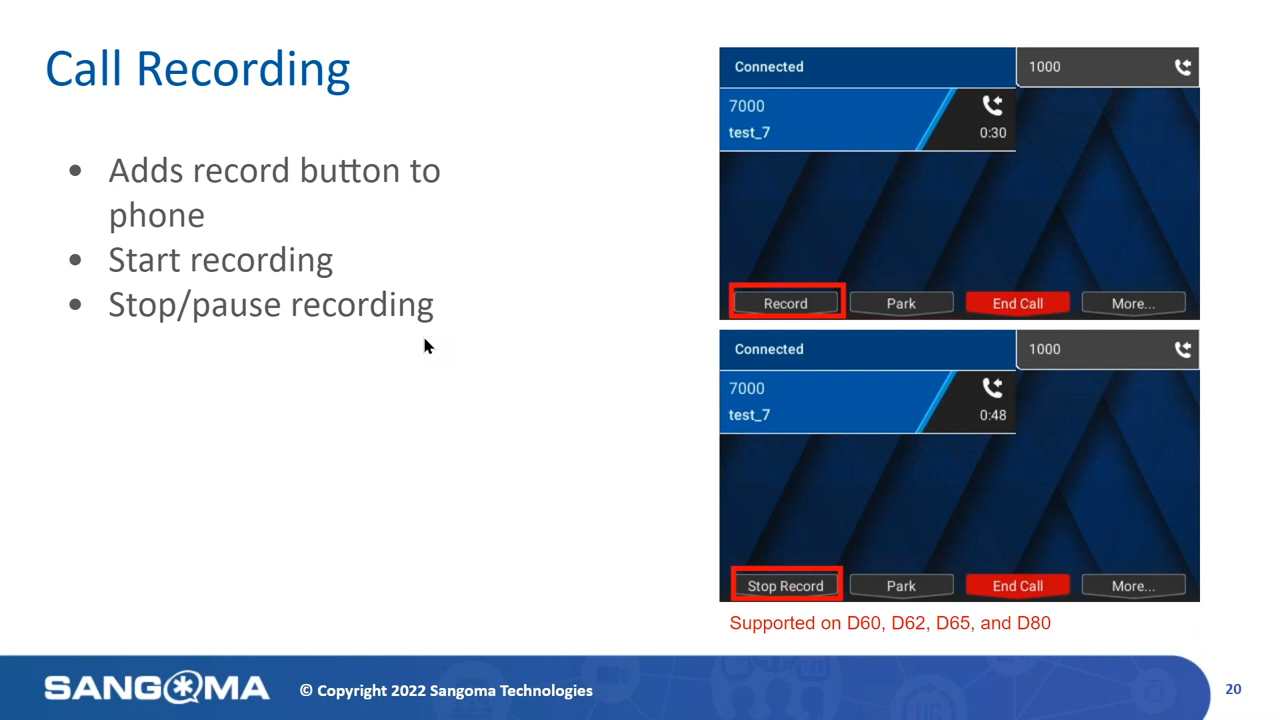 Call Recording
• Adds record button to
phone
• Start recording
• Stop/pause recording
Connected
1000
7000
test_7
0:30
Record
Park
End Call
More...
Connected
1000
7000
test_7
0:48
Stop Record
Park
End Call
More...
Supported on D60, D62, D65, and D80
SANGOMA
© Copyright 2022 Sangoma Technologies
20